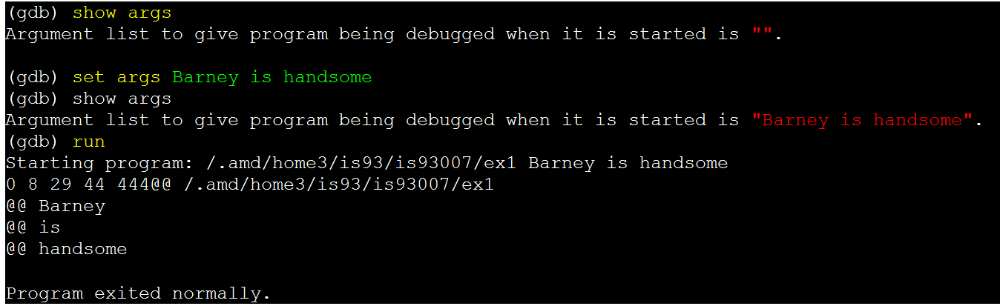 (gdb) show args
Argument list to give program being debugged when it is started is "".
(gdb) set args Barney is handsome
(gdb) show args
Argument list to give program being debugged when it is started is "Barney is handsome".
(gdb) run
Starting program: /.amd/home3/is93/is93007/ex1 Barney is handsome
0 8 29 44 444@@ /.amd/home3/is93/is93007/ex1
@@ Barney
@@ is
@@ handsome
Program exited normally.